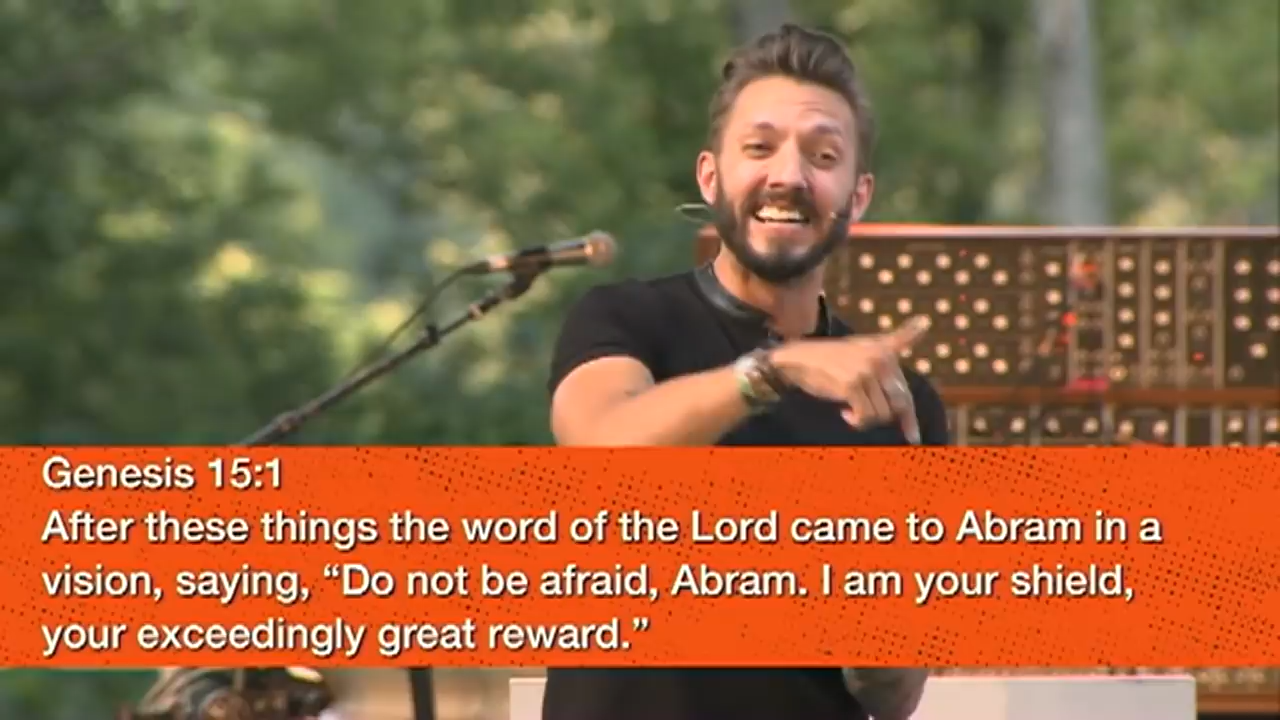 Genesis 15:1
After these things the word of the Lord came to Abram in a
vision, saying, “Do not be afraid, Abram. I am your shield,
your exceedingly great reward.”